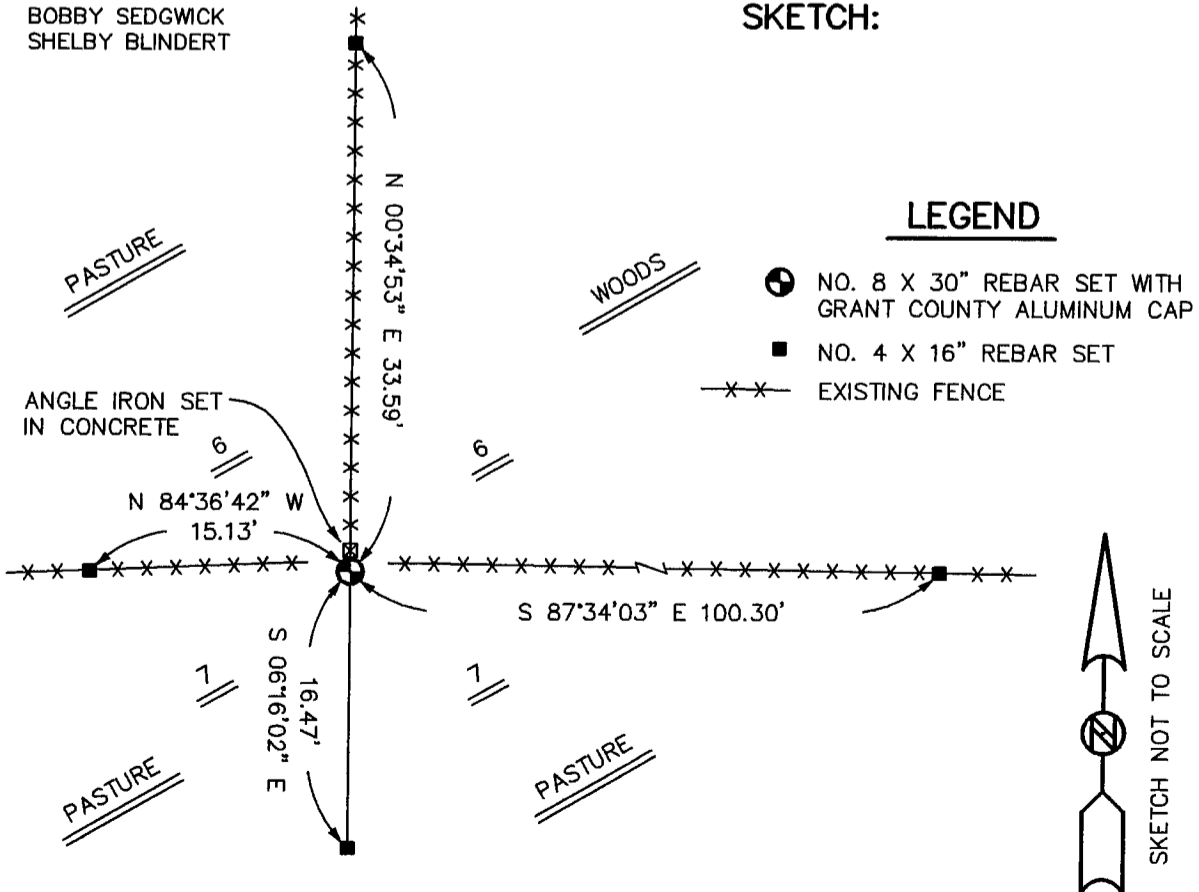 BOBBY SEDGWICK
SHELBY BLINDERT
SKETCH:
N 00°34'53" E 33.59'
PASTURE
WOODS
LEGEND
NO. 8 X 30" REBAR SET WITH
GRANT COUNTY ALUMINUM CAP
NO. 4 X 16" REBAR SET
EXISTING FENCE
ANGLE IRON SET
IN CONCRETE
6
6
N 84°36'42" W
15.13'
S 87°34'03" E 100.30'
16.47'
S 06°16'02" E
7
7
PASTURE
PASTURE
N
SKETCH NOT TO SCALE